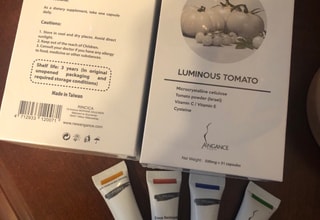 As a dietary supplement, take one capsule
daily.
Cautions:
1. Store in cool and dry place. Avoid direct
sunlight.
2. Keep out of the reach of Children.
3. Consult your doctor if you have any allergy
to food, medicine or other substances.
Shelf life: 3 years (in original
unopened packaging and
required storage conditions)
Made in Taiwan
LUMINOUS TOMATO
Microcrystalline cellulose
Tomato powder (Israel)
Vitamin C / Vitamin E
Cysteine
NGANCE